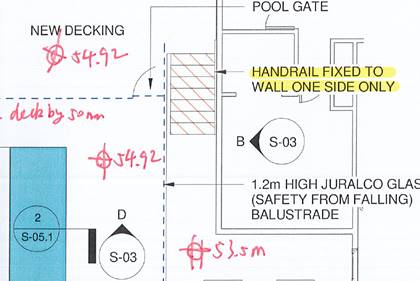 POOL GATE
NEW DECKING
54.92
HANDRAIL FIXED TO
WALL ONE SIDE ONLY
deck by 50mm
B
S-03
54.92
1.2m HIGH JURALCO GLAS
(SAFETY FROM FALLING)
BALUSTRADE
2
S-05.1
D
S-03
53.5m